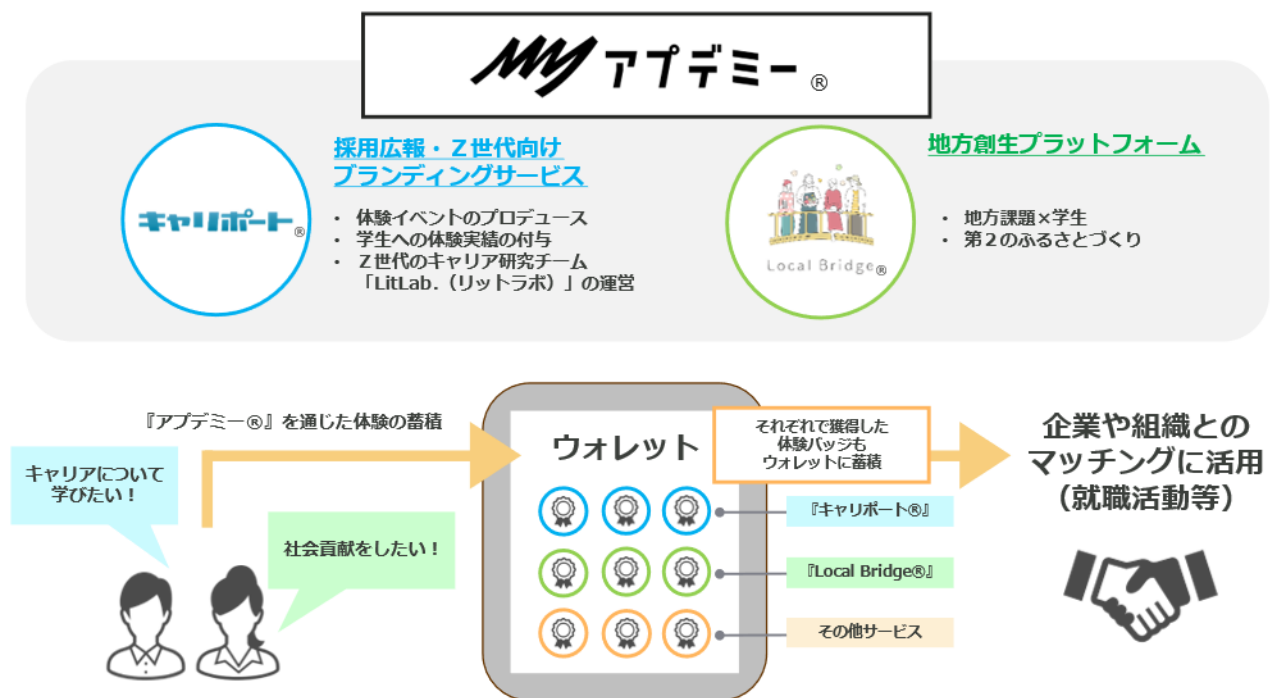 My アプデミー ®
採用広報・Z世代向け
ブランディングサービス
キャリポート ®
・ 体験イベントのプロデュース
・ 学生への体験実績の付与
・ Z世代のキャリア研究チーム
「LitLab.（リットラボ）」の運営
地方創生プラットフォーム
Local Bridge®
・ 地方課題×学生
・ 第２のふるさとづくり
『アプデミー®』を通じた体験の蓄積
キャリアについて
学びたい！
社会貢献をしたい！
ウォレット
それぞれで獲得した
体験バッジも
ウォレットに蓄積
『キャリポート®』
『Local Bridge®』
その他サービス
企業や組織との
マッチングに活用
（就職活動等）